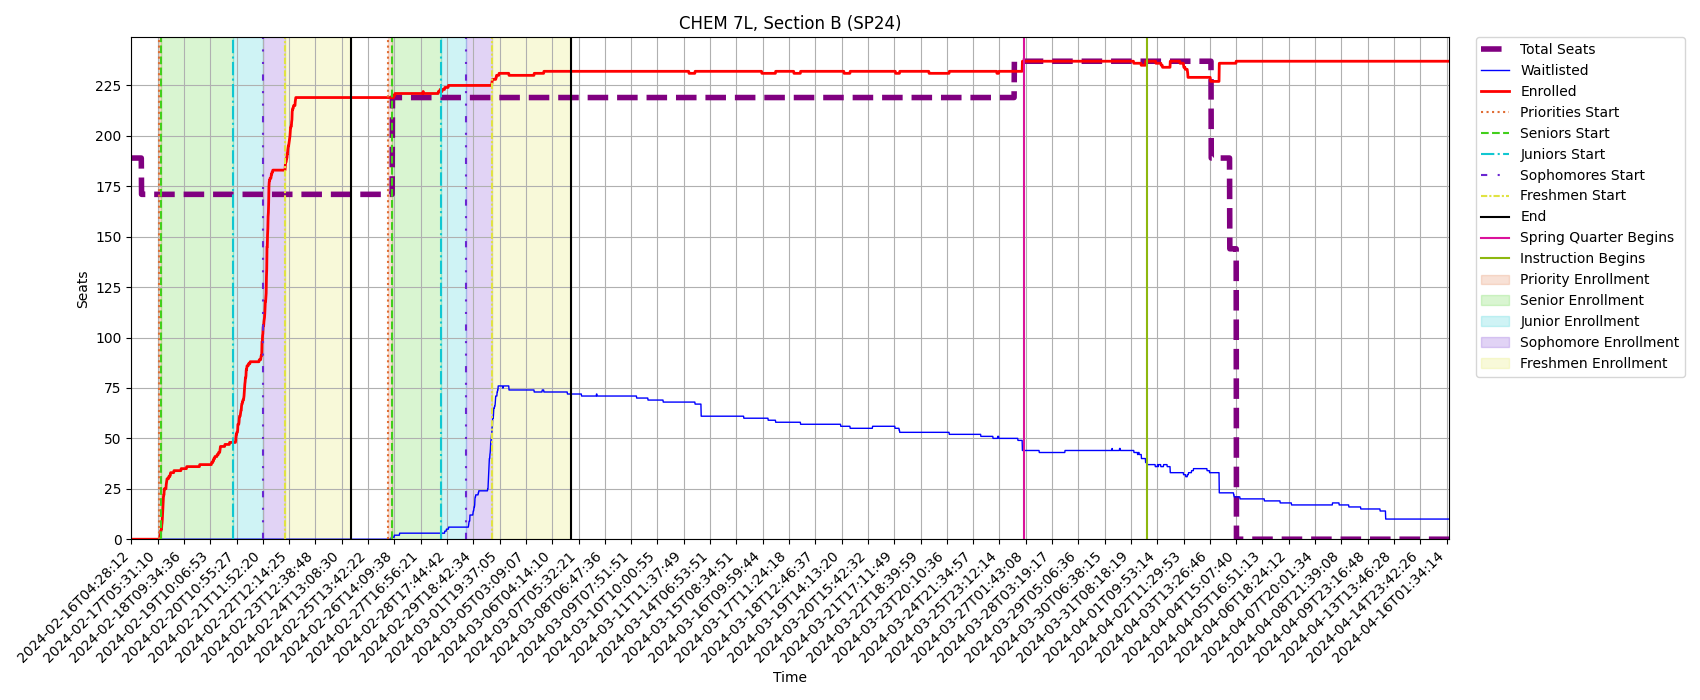 CHEM 7L, Section B (SP24)
Seats
225
200
175
150
125
100
75
50
25
0
2024-02-16T04:28:12
2024-02-17T05:31:10
2024-02-18T09:34:36
2024-02-19T10:06:53
2024-02-20T10:55:27
2024-02-21T11:52:20
2024-02-22T12:14:25
2024-02-23T12:38:48
2024-02-24T13:08:30
2024-02-25T13:42:22
2024-02-26T14:09:38
2024-02-27T16:56:21
2024-02-28T17:44:42
2024-02-29T18:42:34
2024-03-01T19:37:05
2024-03-05T03:09:07
2024-03-06T04:14:10
2024-03-07T05:32:21
2024-03-08T06:47:36
2024-03-09T07:51:51
2024-03-10T10:00:55
2024-03-11T11:37:49
2024-03-14T06:53:51
2024-03-15T08:34:51
2024-03-16T09:59:44
2024-03-17T11:24:18
2024-03-18T12:46:37
2024-03-19T14:13:20
2024-03-20T15:42:32
2024-03-21T17:11:49
2024-03-22T18:39:59
2024-03-23T20:10:36
2024-03-24T21:34:57
2024-03-25T23:12:14
2024-03-27T01:43:08
2024-03-28T03:19:17
2024-03-29T05:06:36
2024-03-30T06:38:15
2024-03-31T08:18:19
2024-04-01T09:53:14
2024-04-02T11:29:53
2024-04-03T13:26:46
2024-04-04T15:07:40
2024-04-05T16:51:13
2024-04-06T18:24:12
2024-04-07T20:01:34
2024-04-08T21:39:08
2024-04-09T23:16:48
2024-04-13T13:46:28
2024-04-14T23:42:26
2024-04-16T01:34:14
Time
Total Seats
Waitlisted
Enrolled
Priorities Start
Seniors Start
Juniors Start
Sophomores Start
Freshmen Start
End
Spring Quarter Begins
Instruction Begins
Priority Enrollment
Senior Enrollment
Junior Enrollment
Sophomore Enrollment
Freshmen Enrollment